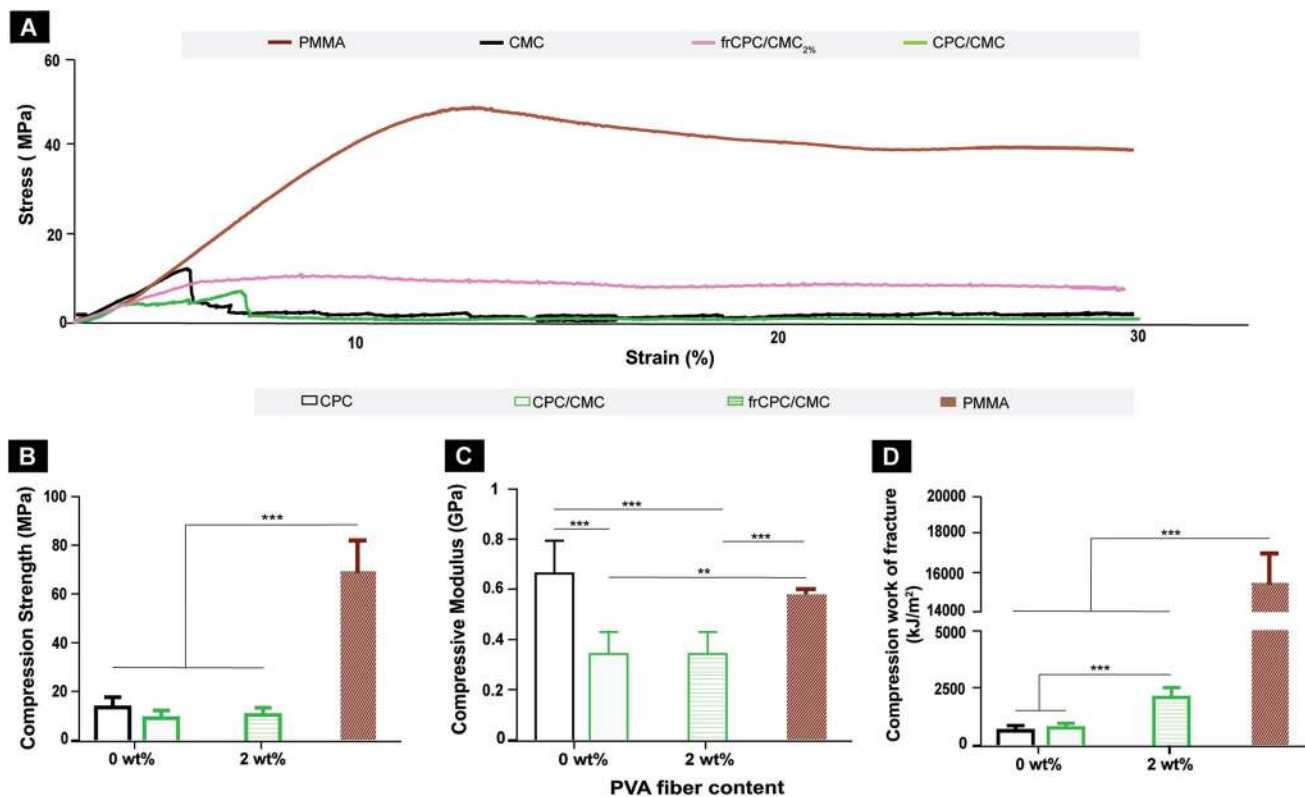 A
PMMA CMC frCPC/CMC2% CPC/CMC
60
40
20
0
Stress ( MPa)
10 20 30
Strain (%)
CPC CPC/CMC frCPC/CMC PMMA
B
Compression Strength (MPa)
100
80
60
40
20
0
***
0 wt% 2 wt%
C
Compressive Modulus (GPa)
1
0.8
0.6
0.4
0.2
0
***
***
***
**
0 wt% 2 wt%
PVA fiber content
D
Compression work of fracture
(kJ/m²)
20000
18000
16000
14000
5000
2500
0
***
***
0 wt% 2 wt%